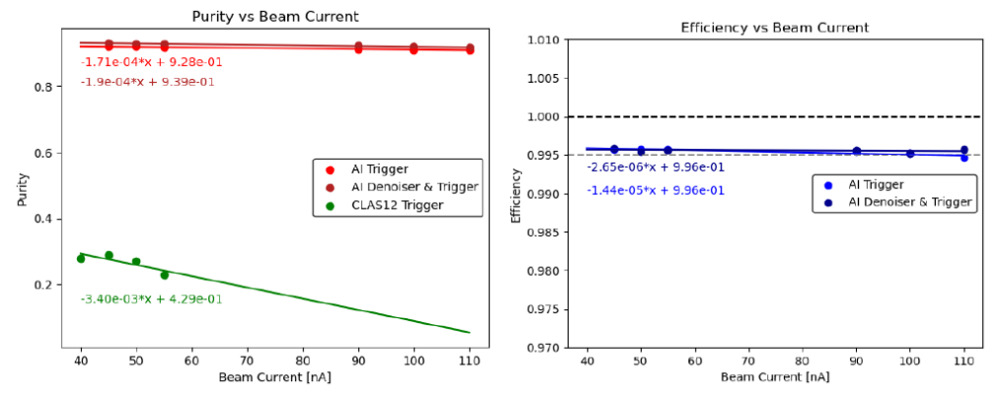 Purity vs Beam Current
0.8
0.6
0.4
0.2
Purity
-1.71e-04*x + 9.28e-01
-1.9e-04*x + 9.39e-01
AI Trigger
AI Denoiser & Trigger
CLAS12 Trigger
-3.40e-03*x + 4.29e-01
40 50 60 70 80 90 100 110
Beam Current [nA]
Efficiency vs Beam Current
1.010
1.005
1.000
0.995
0.990
0.985
0.980
0.975
0.970
Efficiency
-2.65e-06*x + 9.96e-01
-1.44e-05*x + 9.96e-01
AI Trigger
AI Denoiser & Trigger
40 50 60 70 80 90 100 110
Beam Current [nA]